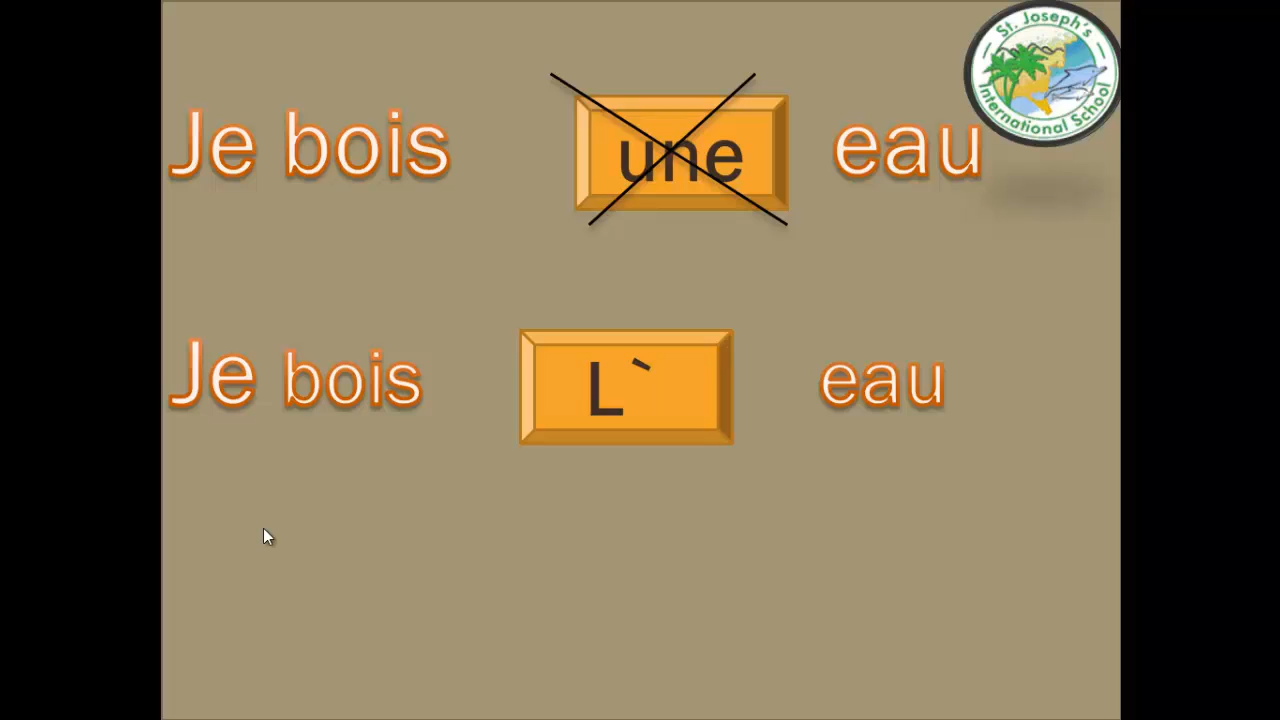 Je bois une eau
St. Joseph's
International School
Je bois L` eau